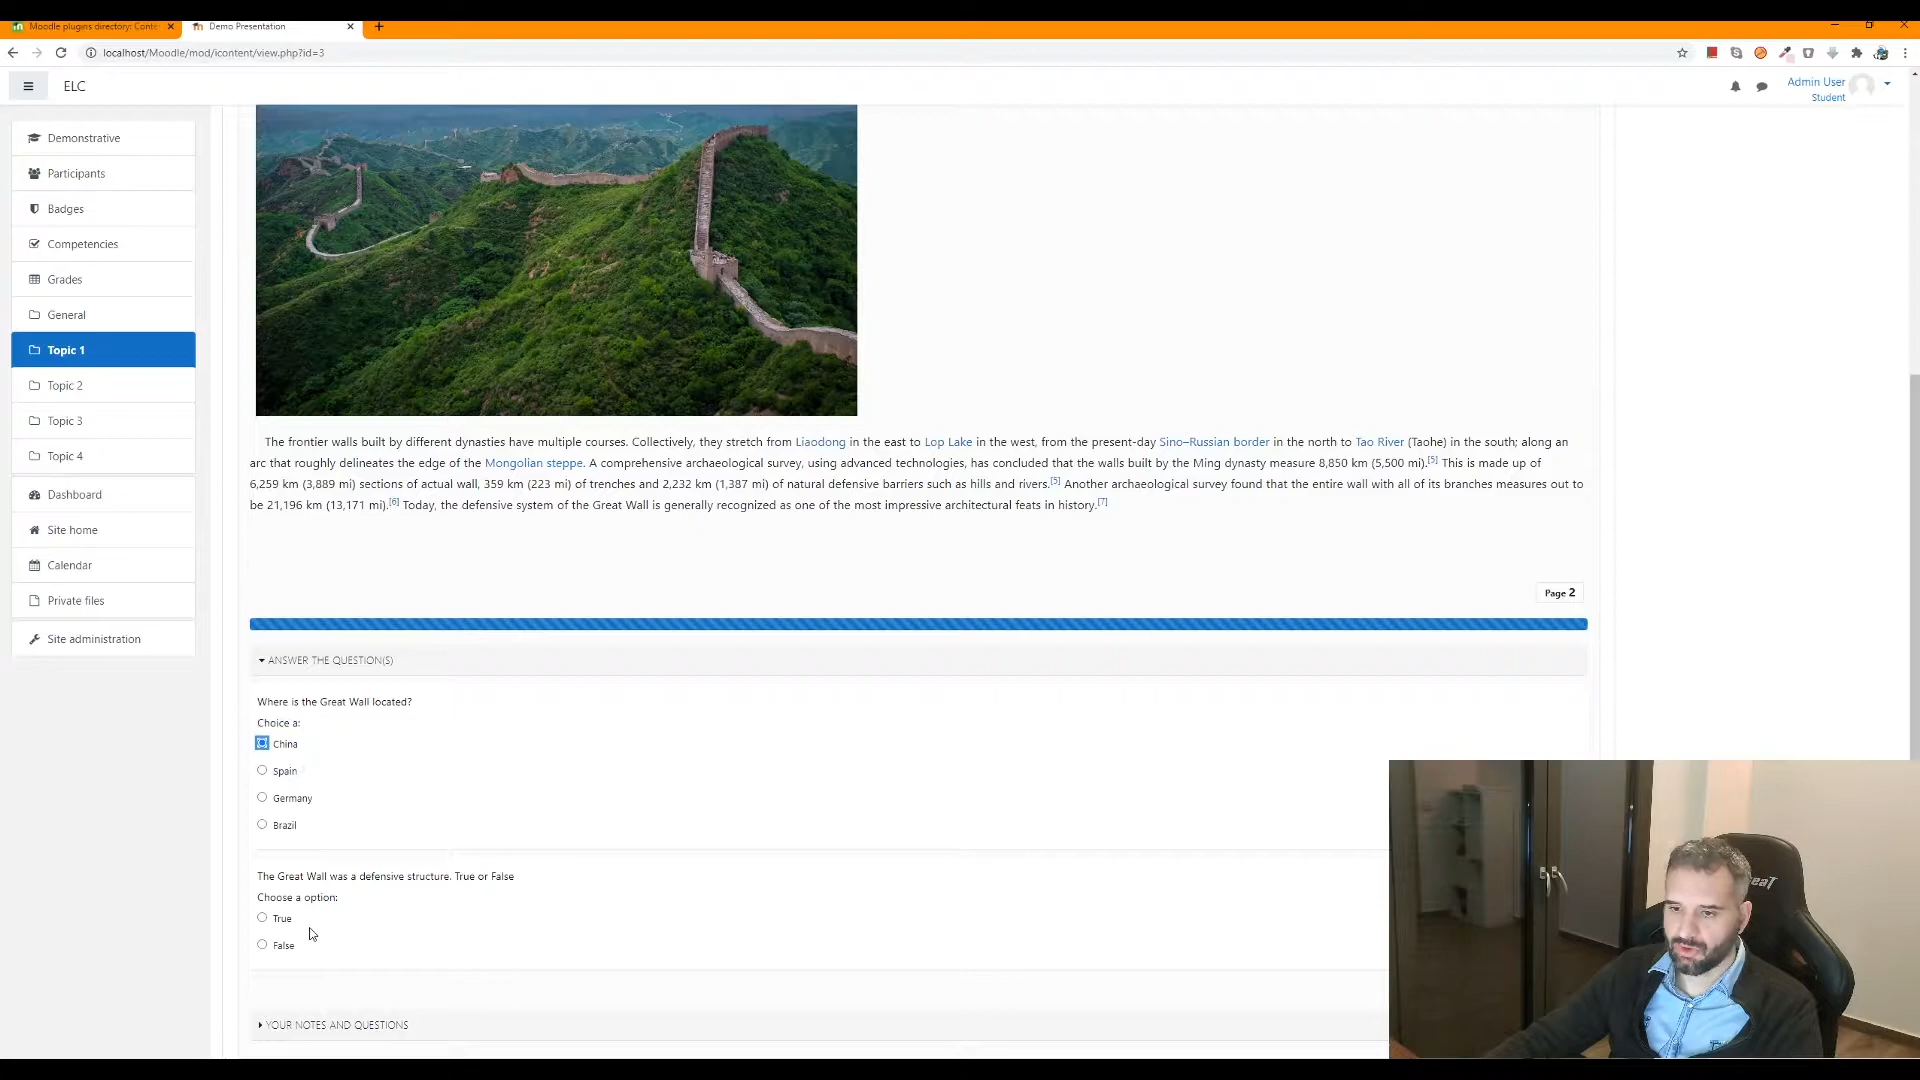 Moodle plugins directory: Conte
Demo Presentation
localhost/Moodle/mod/icontent/view.php?id=3
ELC
Admin User
Student
Demonstrative
Participants
Badges
Competencies
Grades
General
Topic 1
Topic 2
Topic 3
Topic 4
Dashboard
Site home
Calendar
Private files
Site administration
The frontier walls built by different dynasties have multiple courses. Collectively, they stretch from Liaodong in the east to Lop Lake in the west, from the present-day Sino–Russian border in the north to Tao River (Taohe) in the south; along an
arc that roughly delineates the edge of the Mongolian steppe. A comprehensive archaeological survey, using advanced technologies, has concluded that the walls built by the Ming dynasty measure 8,850 km (5,500 mi).[5] This is made up of
6,259 km (3,889 mi) sections of actual wall, 359 km (223 mi) of trenches and 2,232 km (1,387 mi) of natural defensive barriers such as hills and rivers.[5] Another archaeological survey found that the entire wall with all of its branches measures out to
be 21,196 km (13,171 mi).[6] Today, the defensive system of the Great Wall is generally recognized as one of the most impressive architectural feats in history.[7]
Page 2
ANSWER THE QUESTION(S)
Where is the Great Wall located?
Choice a:
China
Spain
Germany
Brazil
The Great Wall was a defensive structure. True or False
Choose a option:
True
False
YOUR NOTES AND QUESTIONS